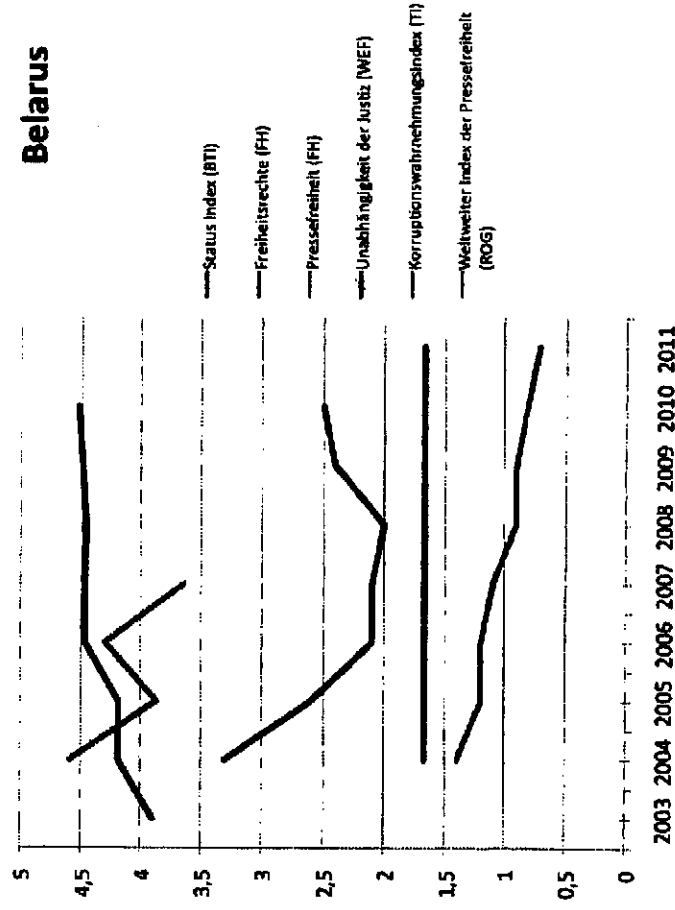 Belarus
5
4,5
4
3,5
3
2,5
2
1,5
1
0,5
0
2003 2004 2005 2006 2007 2008 2009 2010 2011
Status Index (BTI)
Freiheitsrechte (FH)
Pressefreiheit (FH)
Unabhängigkeit der Justiz (WEF)
Korruptionswahrnehmungsindex (TI)
Weltweiter Index der Pressefreiheit
(ROG)